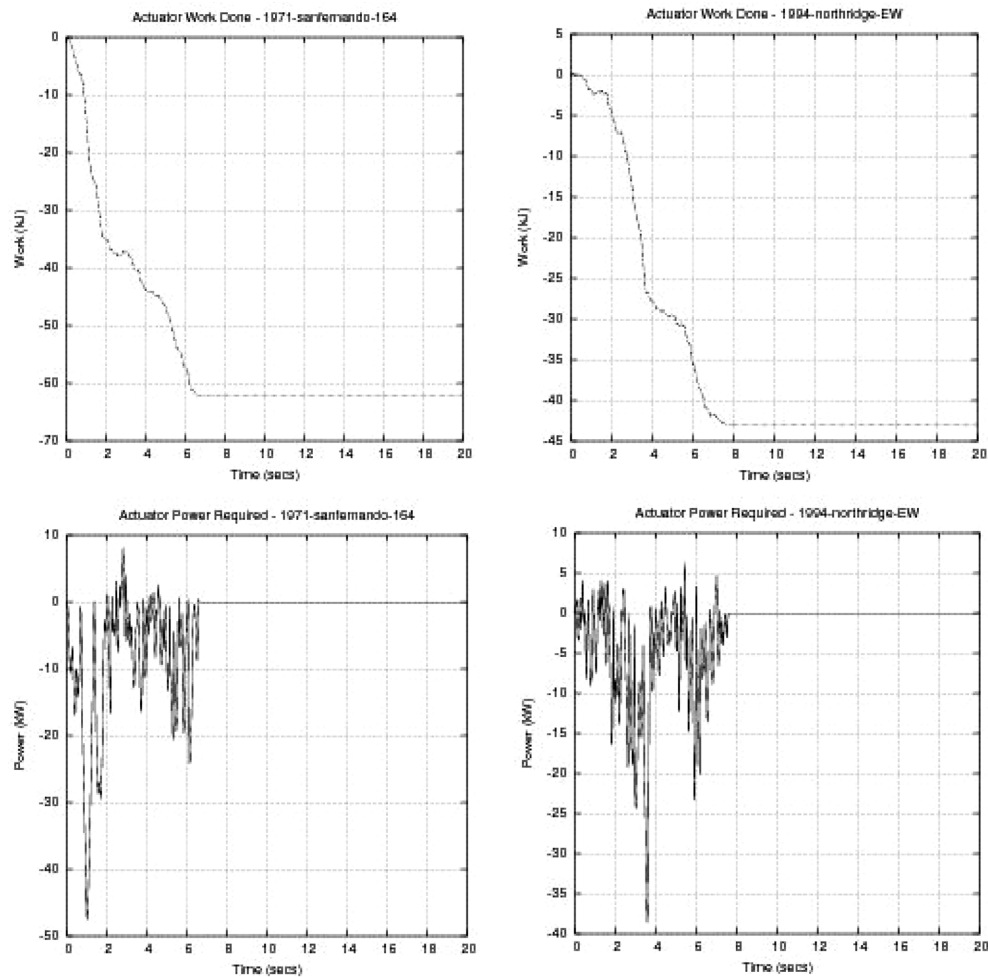 Actuator Work Done - 1971-sanfernando-164
0
-10
-20
-30
-40
-50
-60
-70
Work (kJ)
0 2 4 6 8 10 12 14 16 18 20
Time (secs)
Actuator Work Done - 1994-northridge-EW
5
0
-5
-10
-15
-20
-25
-30
-35
-40
-45
Work (kJ)
0 2 4 6 8 10 12 14 16 18 20
Time (secs)
Actuator Power Required - 1971-sanfernando-164
10
0
-10
-20
-30
-40
-50
Power (kW)
0 2 4 6 8 10 12 14 16 18 20
Time (secs)
Actuator Power Required - 1994-northridge-EW
10
5
0
-5
-10
-15
-20
-25
-30
-35
-40
Power (kW)
0 2 4 6 8 10 12 14 16 18 20
Time (secs)